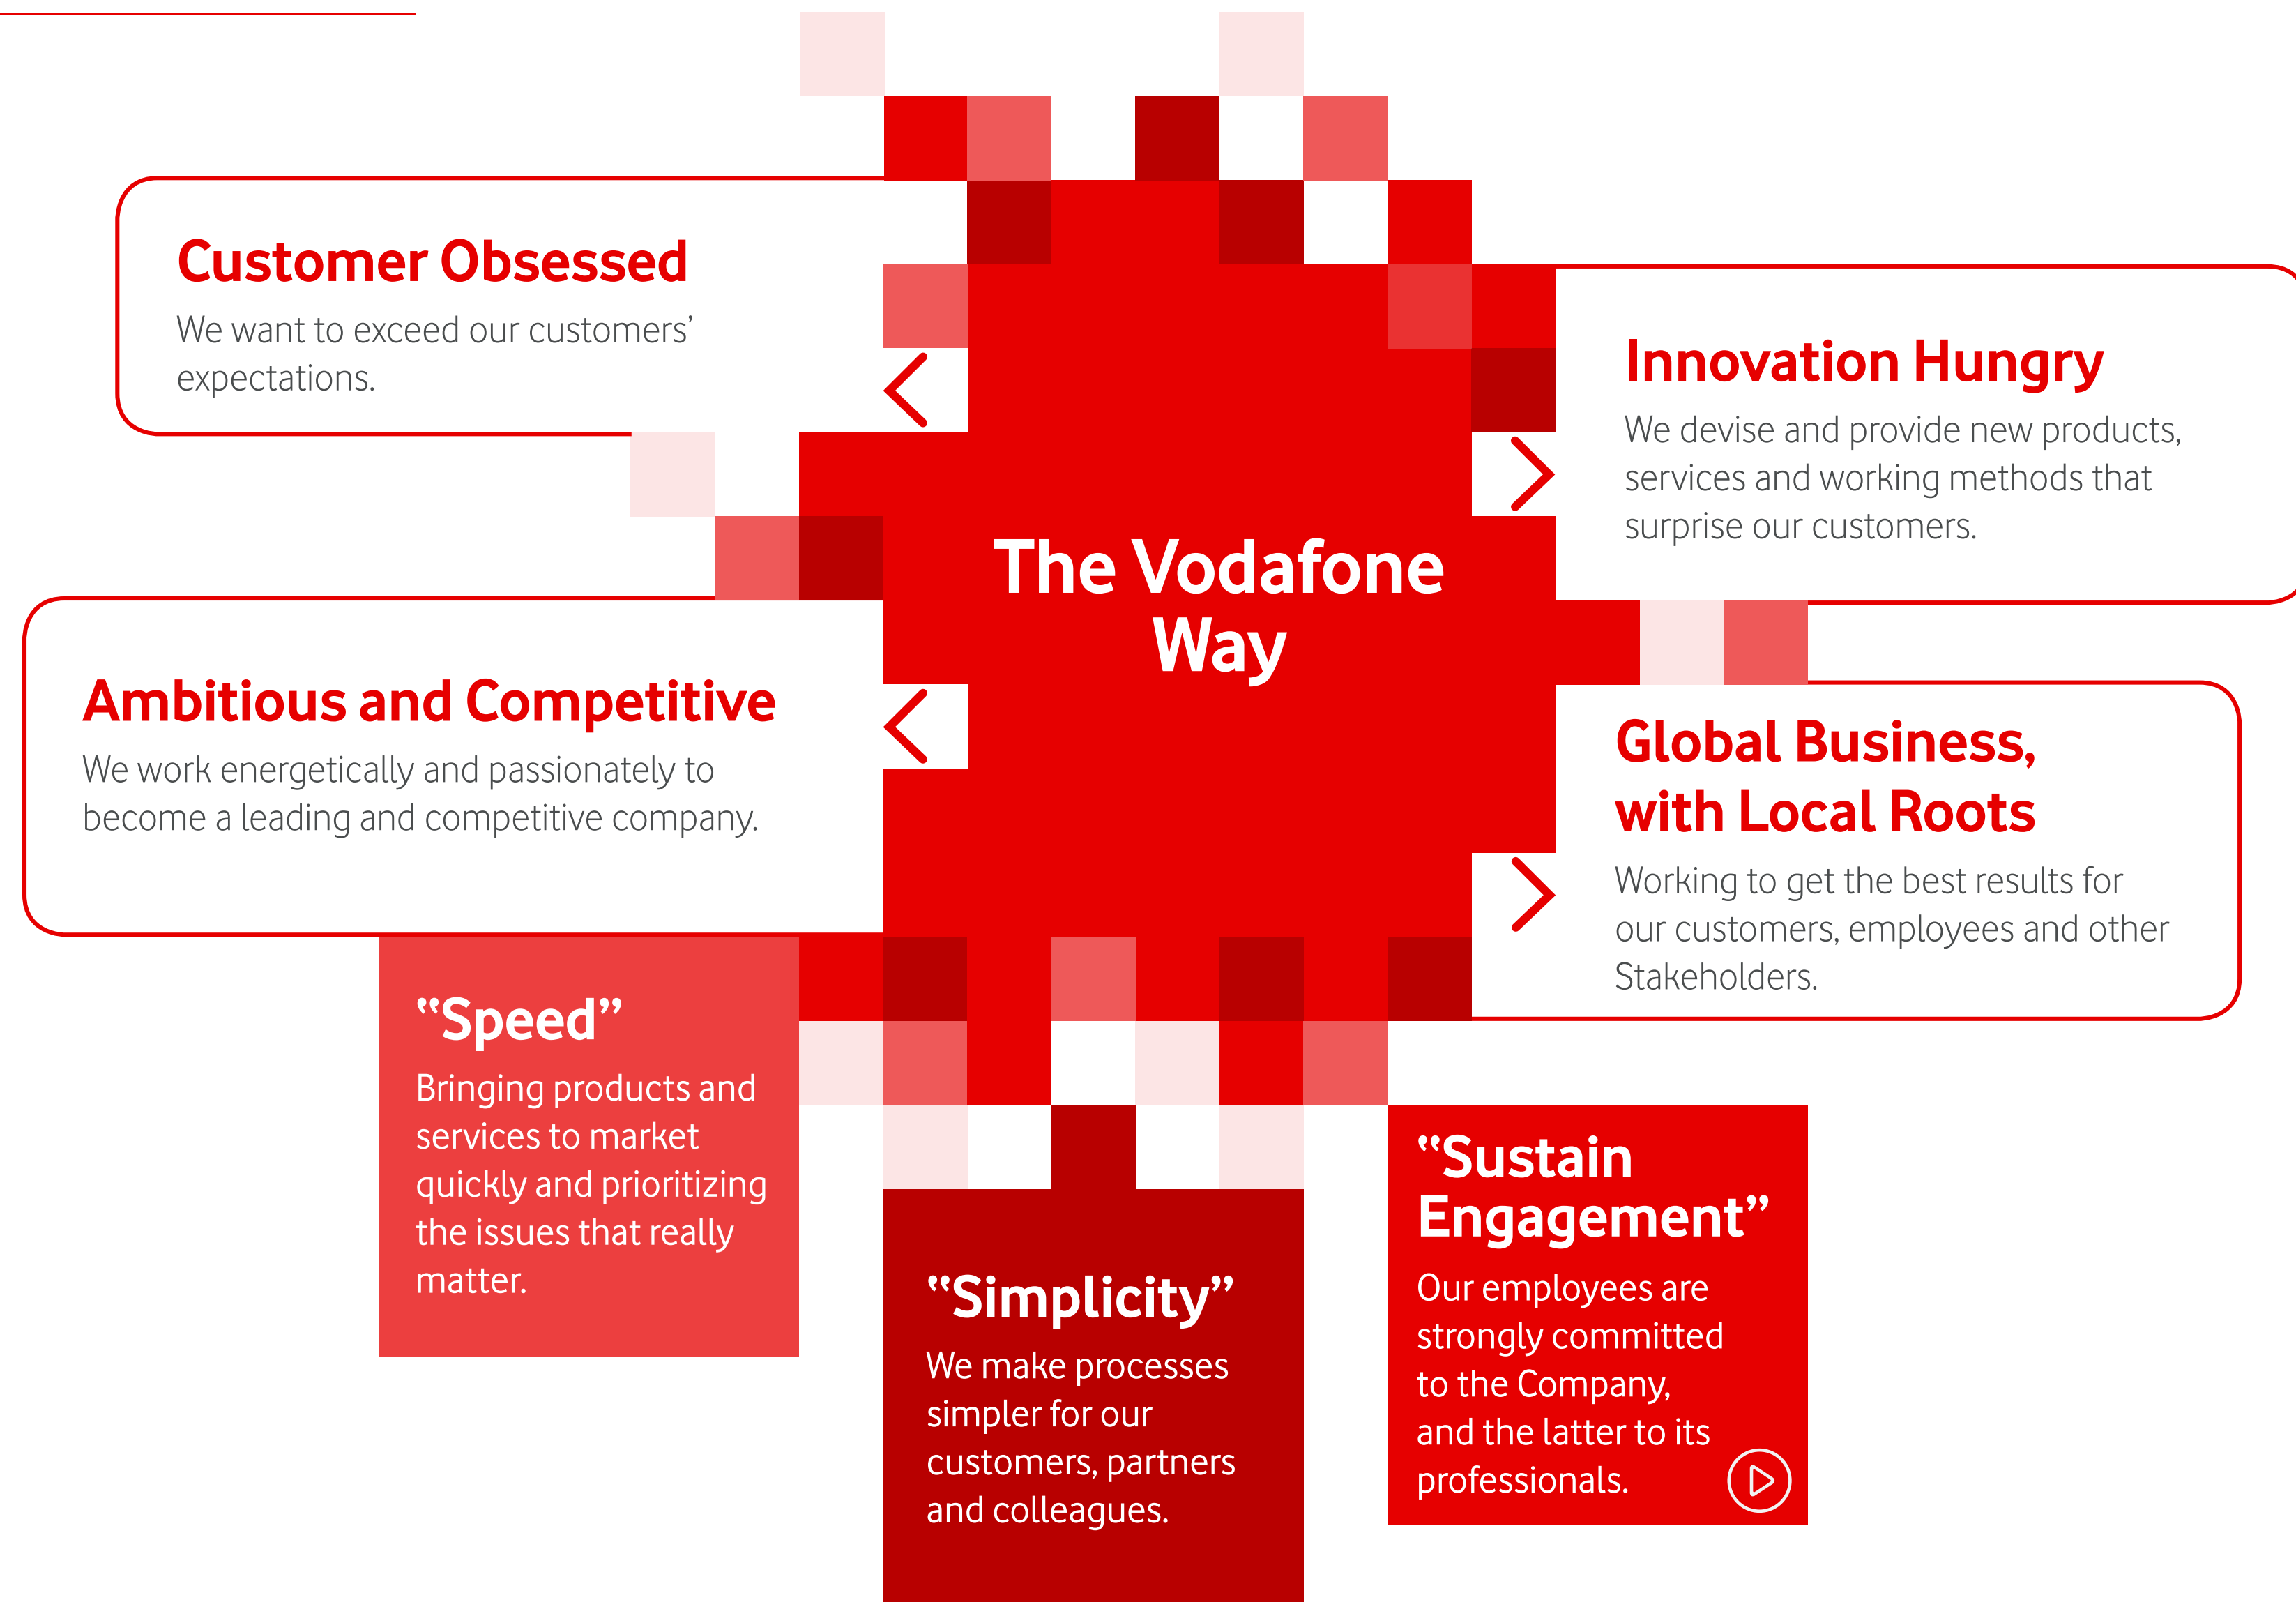 Customer Obsessed
We want to exceed our customers’
expectations.
Innovation Hungry
We devise and provide new products,
services and working methods that
surprise our customers.
The Vodafone
Way
Ambitious and Competitive
We work energetically and passionately to
become a leading and competitive company.
Global Business,
with Local Roots
Working to get the best results for
our customers, employees and other
Stakeholders.
“Speed”
Bringing products and
services to market
quickly and prioritizing
the issues that really
matter.
“Simplicity”
We make processes
simpler for our
customers, partners
and colleagues.
“Sustain
Engagement”
Our employees are
strongly committed
to the Company,
and the latter to its
professionals.